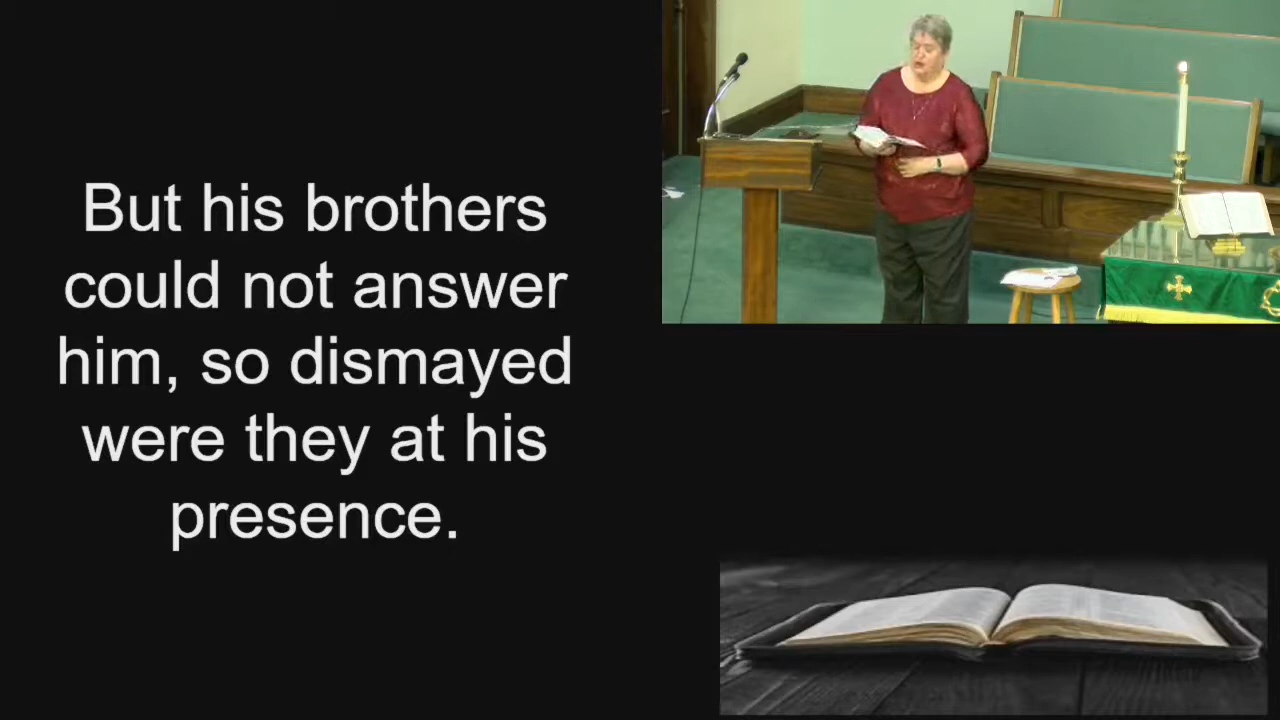 But his brothers
could not answer
him, so dismayed
were they at his
presence.